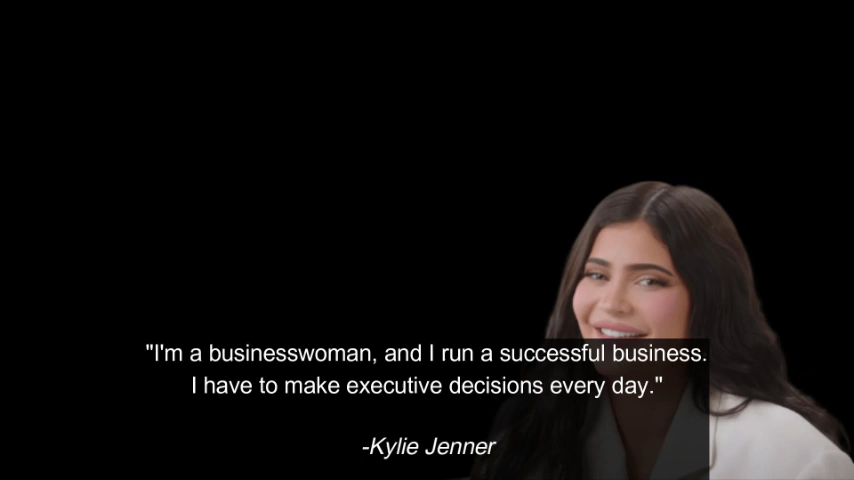 "I'm a businesswoman, and I run a successful business.
I have to make executive decisions every day."
-Kylie Jenner